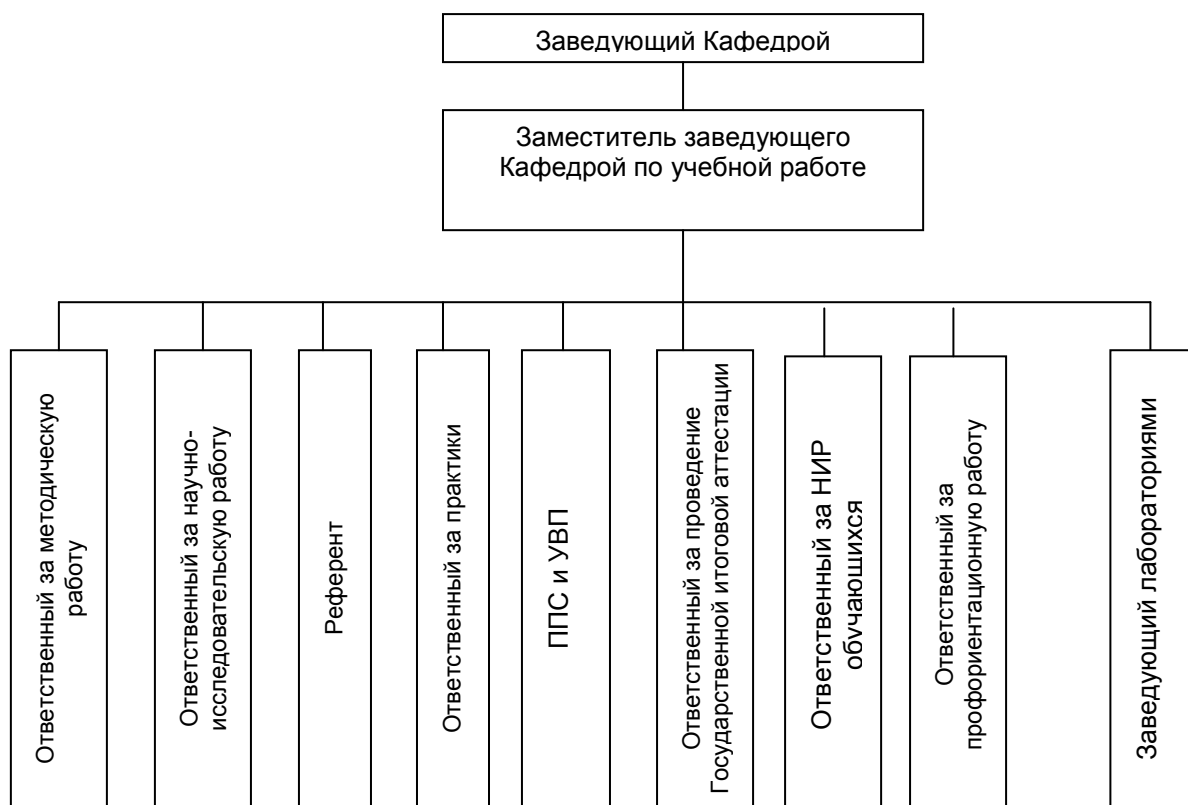 Заведующий Кафедрой
Заместитель заведующего
Кафедрой по учебной работе
Ответственный за методическую
работу
Ответственный за научно-
исследовательскую работу
Референт
Ответственный за практики
ППС и УВП
Ответственный за проведение
Государственной итоговой аттестации
Ответственный за НИР
обучающихся
Ответственный за
профориентационную работу
Заведующий лабораториями